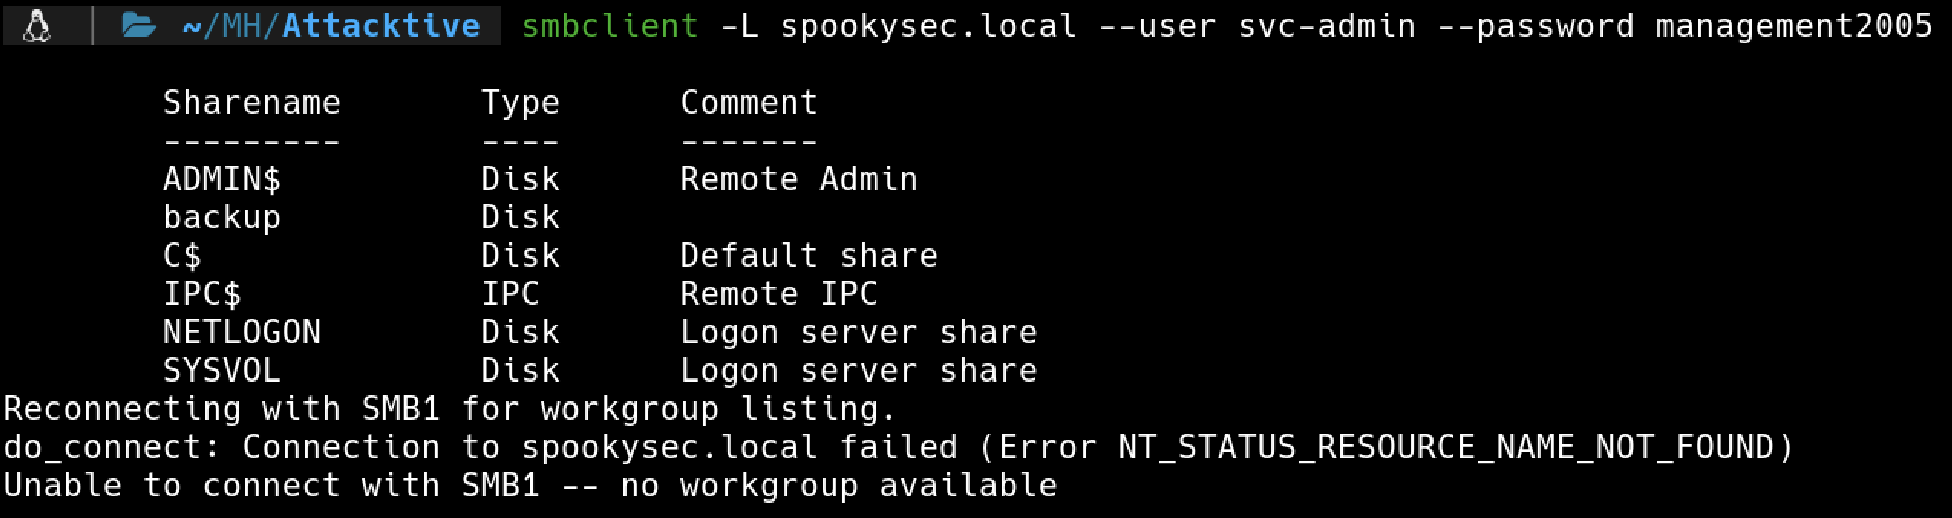 ~/MH/Attacktive smbclient -L spookysec.local --user svc-admin --password management2005
Sharename Type Comment
--------- ---- -------
ADMIN$ Disk Remote Admin
backup Disk
C$ Disk Default share
IPC$ IPC Remote IPC
NETLOGON Disk Logon server share
SYSVOL Disk Logon server share
Reconnecting with SMB1 for workgroup listing.
do_connect: Connection to spookysec.local failed (Error NT_STATUS_RESOURCE_NAME_NOT_FOUND)
Unable to connect with SMB1 -- no workgroup available